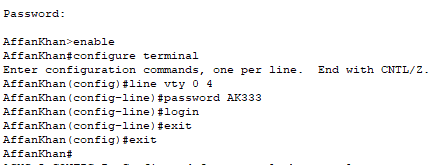 Password:
AffanKhan>enable
AffanKhan#configure terminal
Enter configuration commands, one per line.  End with CNTL/Z.
AffanKhan(config)#line vty 0 4
AffanKhan(config-line)#password AK333
AffanKhan(config-line)#login
AffanKhan(config-line)#exit
AffanKhan(config)#exit
AffanKhan#